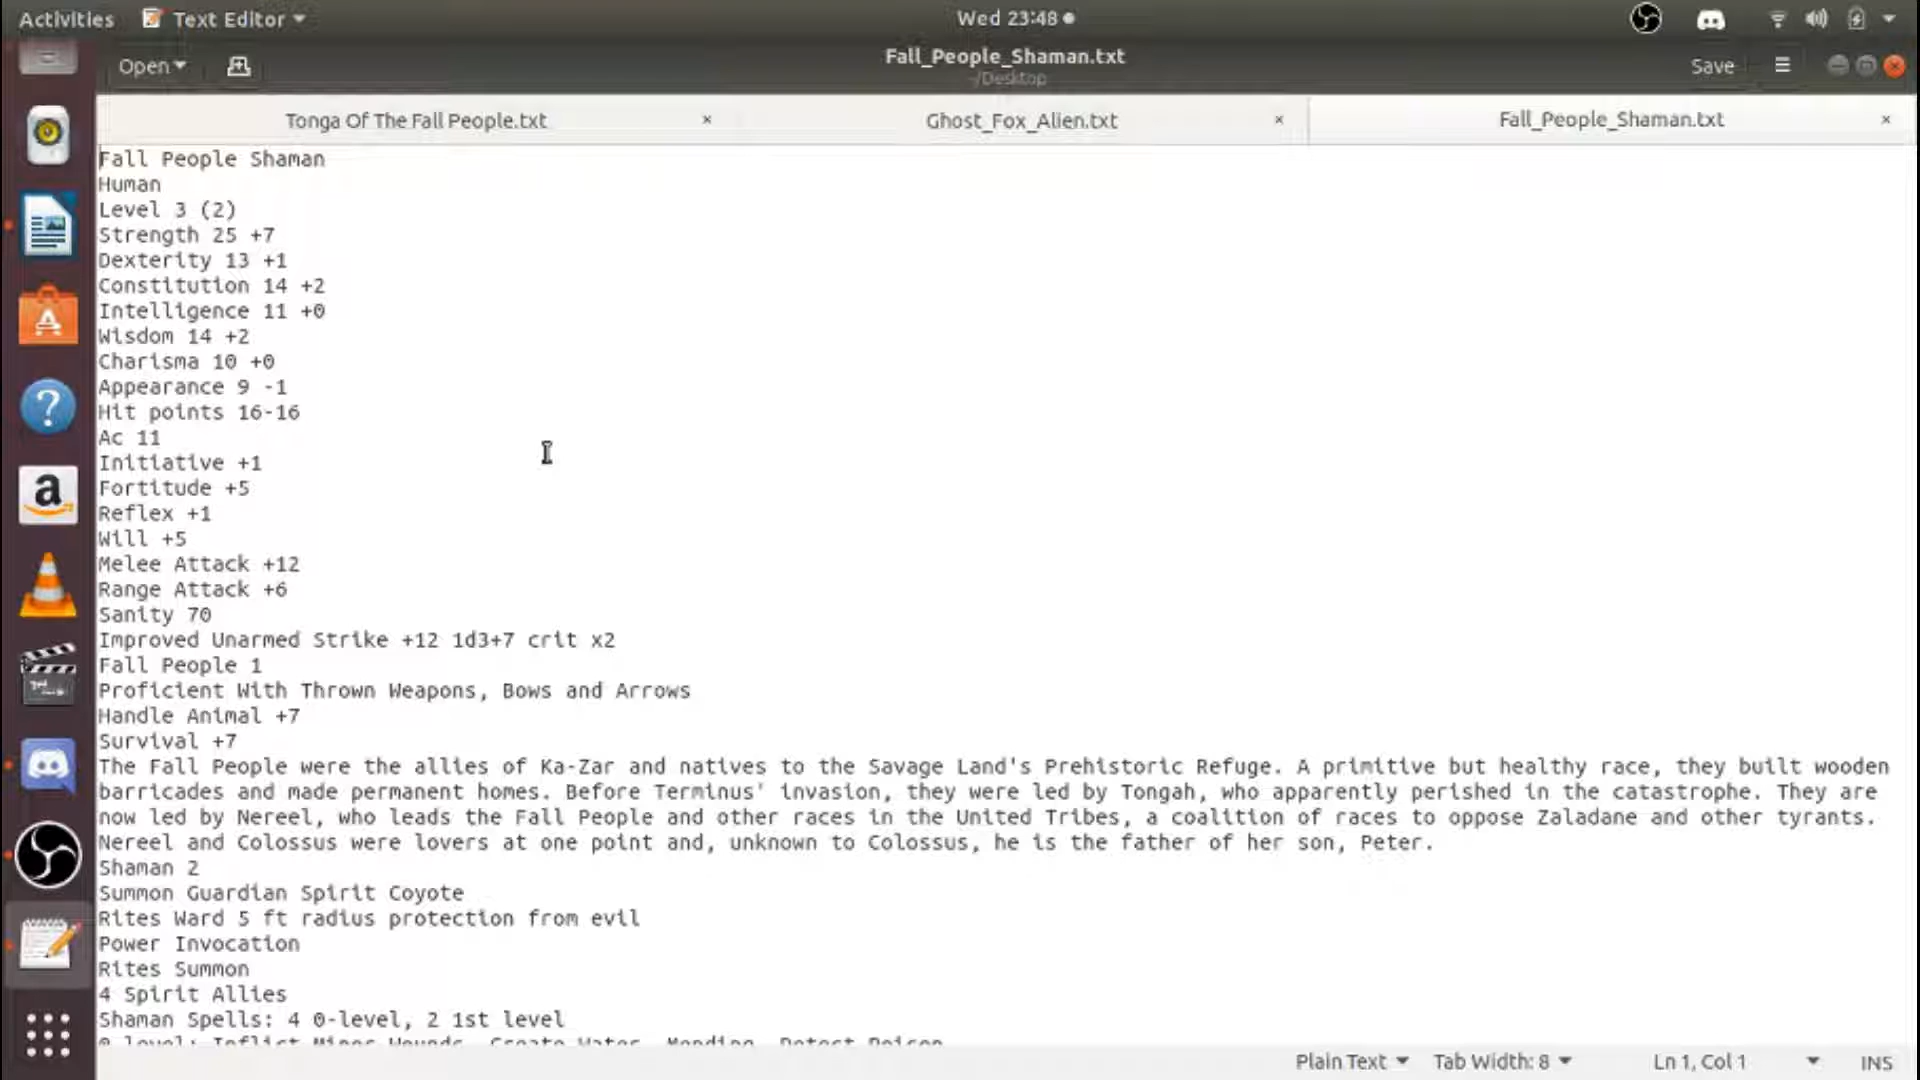 Activities Text Editor Wed 23:48
Open Fall_People_Shaman.txt Save
~/Desktop
Tonga Of The Fall People.txt Ghost_Fox_Alien.txt Fall_People_Shaman.txt
Fall People Shaman
Human
Level 3 (2)
Strength 25 +7
Dexterity 13 +1
Constitution 14 +2
Intelligence 11 +0
Wisdom 14 +2
Charisma 10 +0
Appearance 9 -1
Hit points 16-16
Ac 11
Initiative +1
Fortitude +5
Reflex +1
Will +5
Melee Attack +12
Range Attack +6
Sanity 70
Improved Unarmed Strike +12 1d3+7 crit x2
Fall People 1
Proficient With Thrown Weapons, Bows and Arrows
Handle Animal +7
Survival +7
The Fall People were the allies of Ka-Zar and natives to the Savage Land's Prehistoric Refuge. A primitive but healthy race, they built wooden
barricades and made permanent homes. Before Terminus' invasion, they were led by Tongah, who apparently perished in the catastrophe. They are
now led by Nereel, who leads the Fall People and other races in the United Tribes, a coalition of races to oppose Zaladane and other tyrants.
Nereel and Colossus were lovers at one point and, unknown to Colossus, he is the father of her son, Peter.
Shaman 2
Summon Guardian Spirit Coyote
Rites Ward 5 ft radius protection from evil
Power Invocation
Rites Summon
4 Spirit Allies
Shaman Spells: 4 0-level, 2 1st level
0 level: Inflict Minor Wounds, Create Water, Mending, Detect Poison
Plain Text Tab Width: 8 Ln 1, Col 1 INS